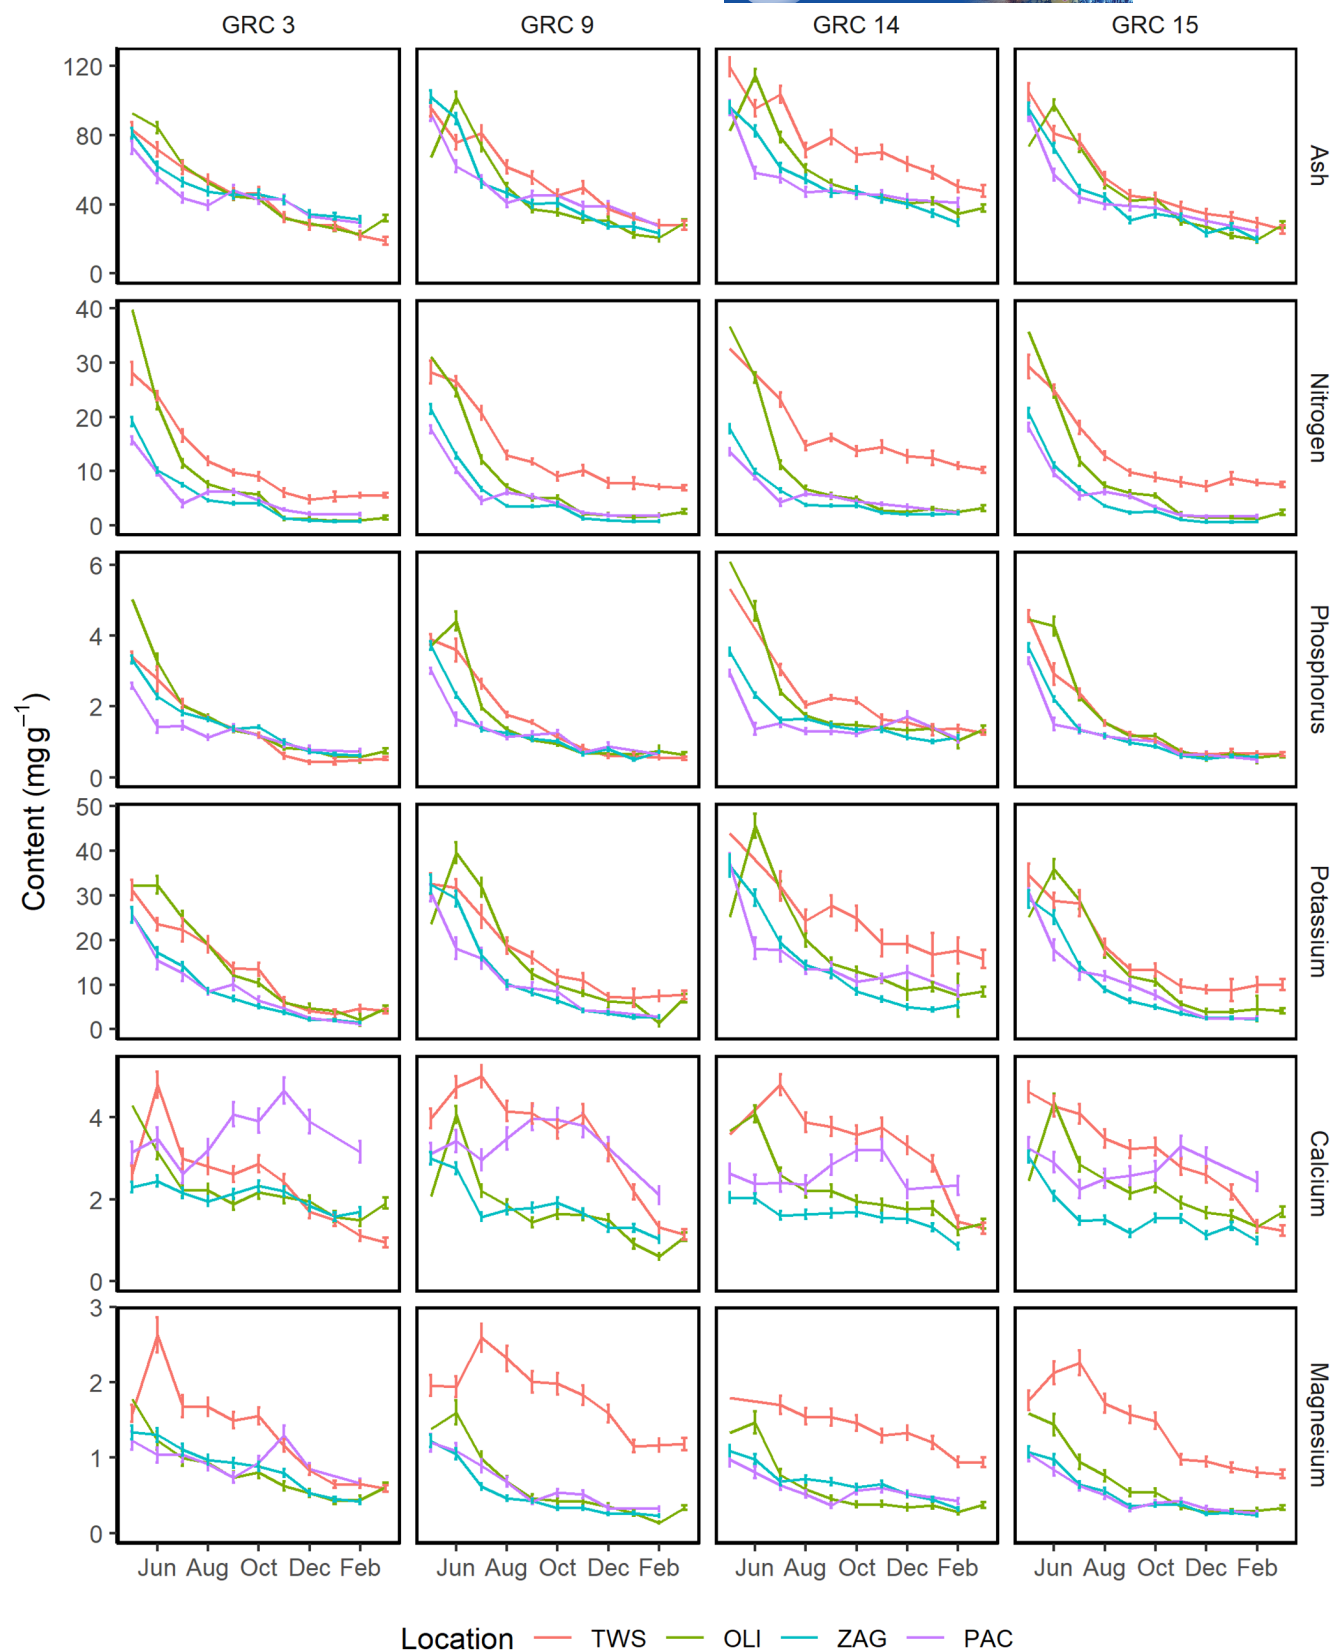 GRC 3 GRC 9 GRC 14 GRC 15
120
80
40
0
Ash
40
30
20
10
0
Nitrogen
6
4
2
0
Phosphorus
50
40
30
20
10
0
Potassium
4
2
0
Calcium
3
2
1
0
Magnesium
Content (mg g⁻¹)
Jun Aug Oct Dec Feb Jun Aug Oct Dec Feb Jun Aug Oct Dec Feb Jun Aug Oct Dec Feb
Location TWS OLI ZAG PAC